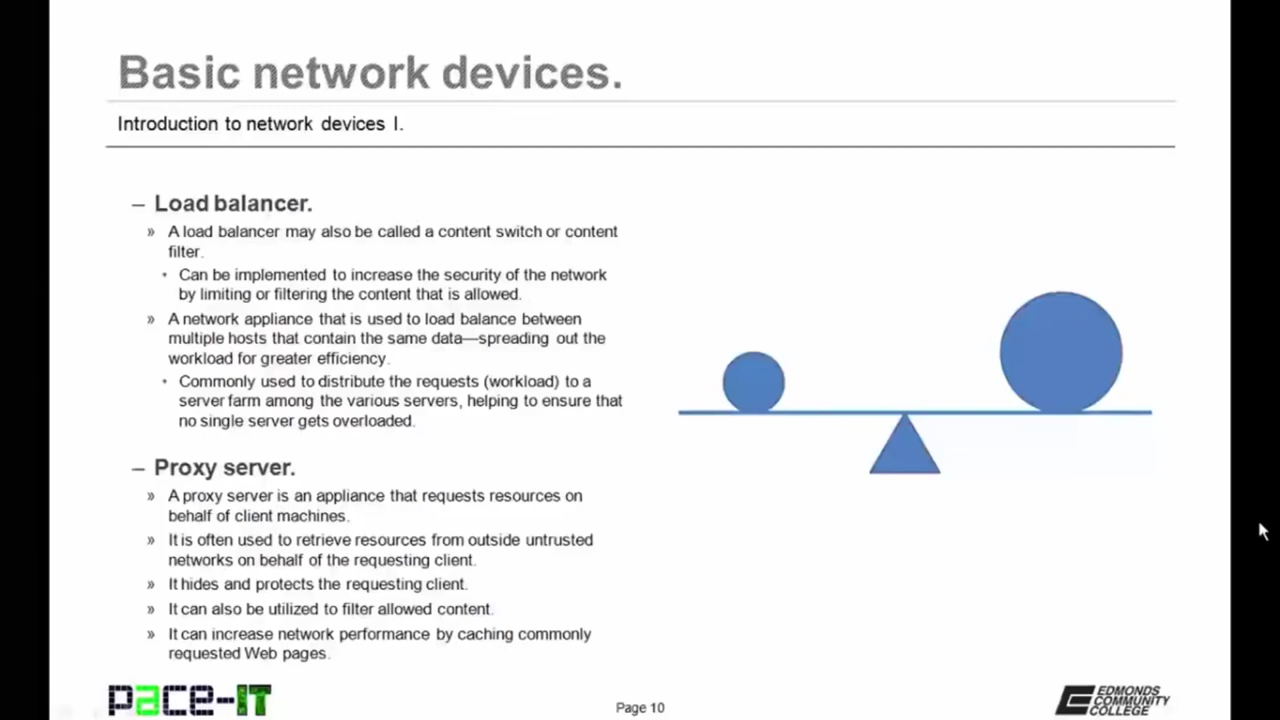 Basic network devices.
Introduction to network devices I.
– Load balancer.
» A load balancer may also be called a content switch or content
filter.
• Can be implemented to increase the security of the network
by limiting or filtering the content that is allowed.
» A network appliance that is used to load balance between
multiple hosts that contain the same data—spreading out the
workload for greater efficiency.
• Commonly used to distribute the requests (workload) to a
server farm among the various servers, helping to ensure that
no single server gets overloaded.
– Proxy server.
» A proxy server is an appliance that requests resources on
behalf of client machines.
» It is often used to retrieve resources from outside untrusted
networks on behalf of the requesting client.
» It hides and protects the requesting client.
» It can also be utilized to filter allowed content.
» It can increase network performance by caching commonly
requested Web pages.
pace-IT
Page 10
EDMONDS
COMMUNITY
COLLEGE